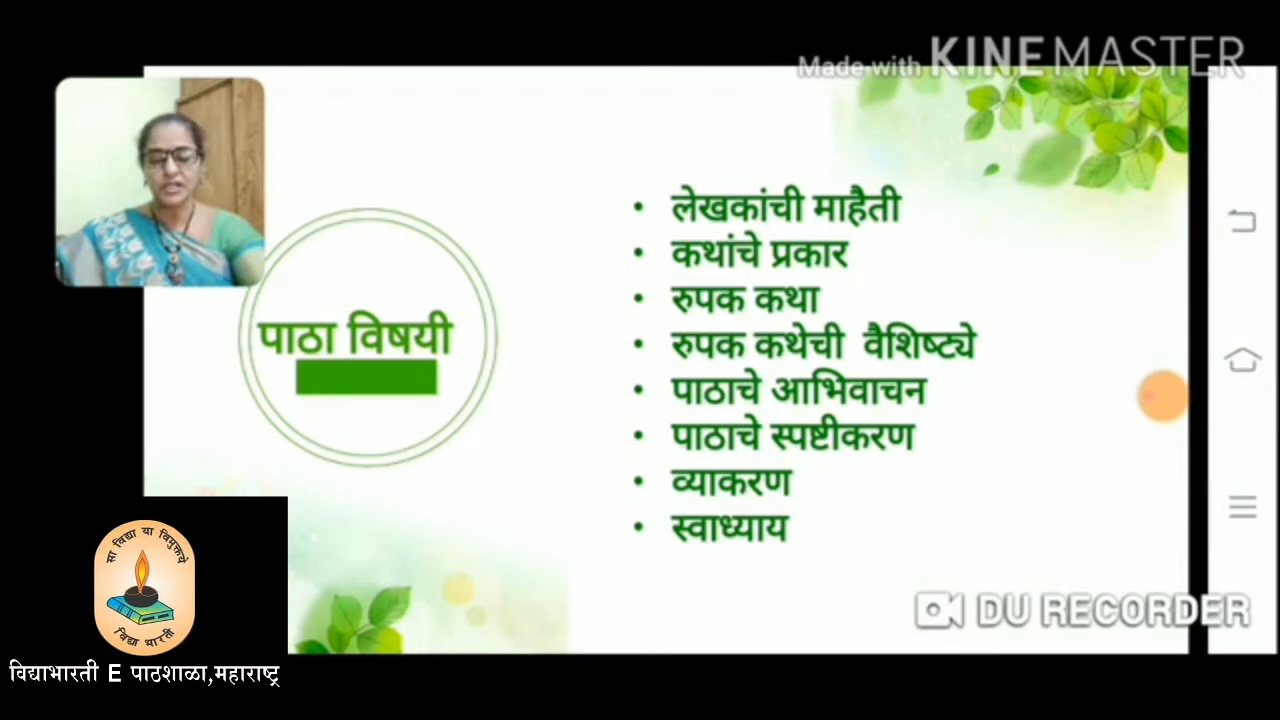 Made with KINEMASTER
पाठा विषयी
• लेखकांची माहैती
• कथांचे प्रकार
• रुपक कथा
• रुपक कथेची वैशिष्ट्ये
• पाठाचे आभिवाचन
• पाठाचे स्पष्टीकरण
• व्याकरण
• स्वाध्याय
DU RECORDER
सा विद्या या विमुक्तये
विद्या भारती
विद्याभारती E पाठशाळा,महाराष्ट्र